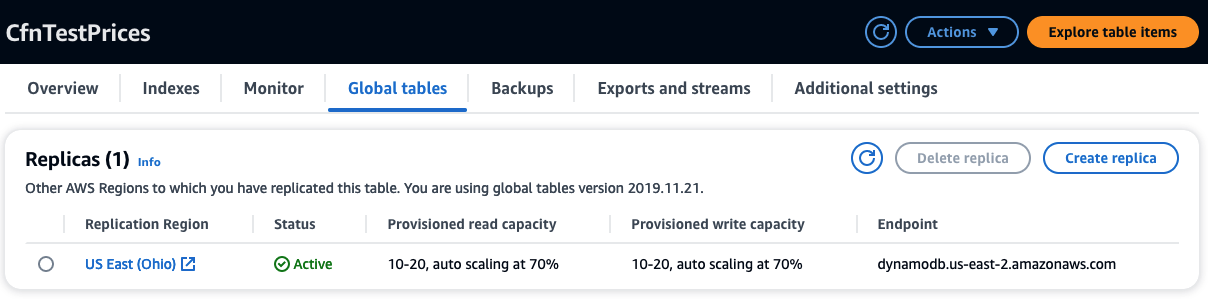 CfnTestPrices
Actions ▼
Explore table items
Overview
Indexes
Monitor
Global tables
Backups
Exports and streams
Additional settings
Replicas (1) Info
Delete replica
Create replica
Other AWS Regions to which you have replicated this table. You are using global tables version 2019.11.21.
Replication Region Status Provisioned read capacity Provisioned write capacity Endpoint
US East (Ohio) Active 10-20, auto scaling at 70% 10-20, auto scaling at 70% dynamodb.us-east-2.amazonaws.com